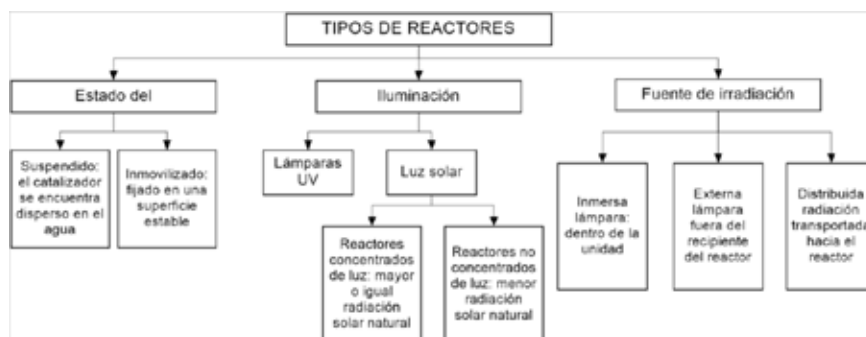 TIPOS DE REACTORES
Estado del
Iluminación
Fuente de irradiación
Suspendido:
el catalizador
se encuentra
disperso en el
agua
Inmovilizado:
fijado en una
superficie
estable
Lámparas
UV
Luz solar
Inmersa
lámpara:
dentro de la
unidad
Externa
lámpara
fuera del
recipiente
del reactor
Distribuida
radiación
transportada
hacia el
reactor
Reactores
concentrados
de luz: mayor
o igual
radiación
solar natural
Reactores no
concentrados
de luz: menor
radiación
solar natural